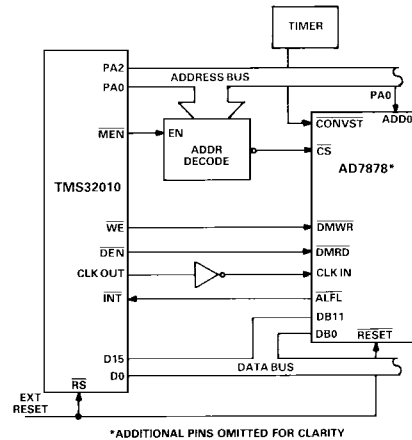 TIMER
PA2
ADDRESS BUS
PA0
PA0
ADD0
MEN
EN
ADDR
DECODE
CONVST
CS
TMS32010
AD7878*
WE
DMWR
DEN
DMRD
CLK OUT
CLK IN
INT
ALFL
DB11
DB0
RESET
D15
DATA BUS
D0
RS
EXT
RESET
*ADDITIONAL PINS OMITTED FOR CLARITY